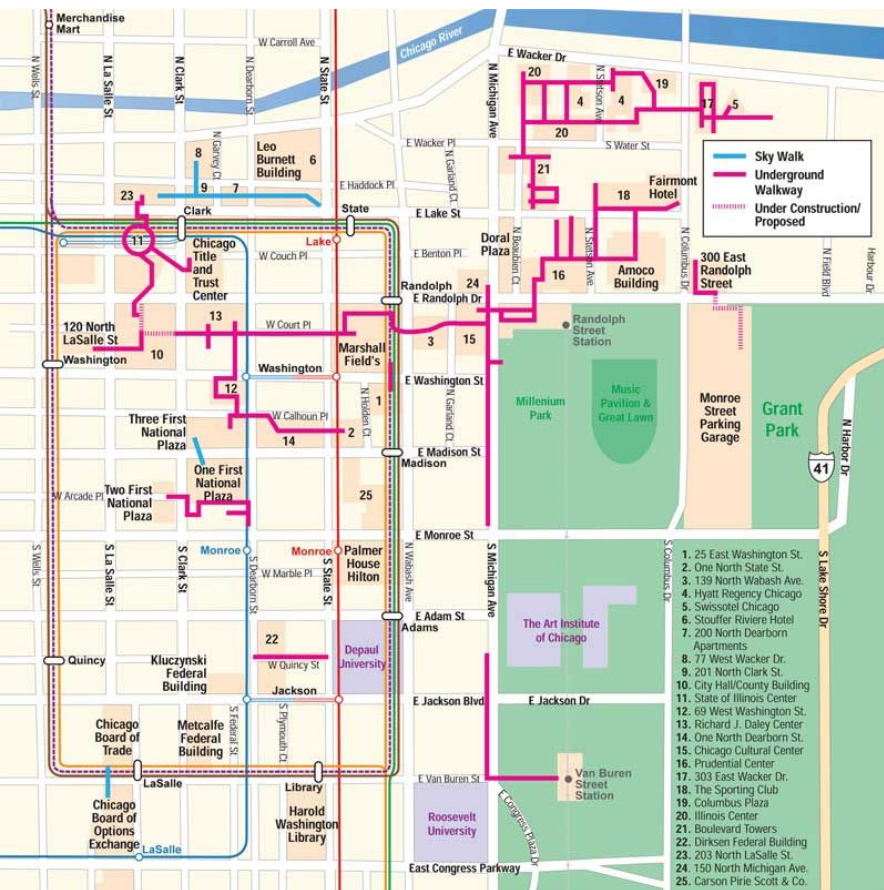 Merchandise
Mart
W Carroll Ave
Chicago River
E Wacker Dr
N Wells St
N La Salle St
N Clark St
N Dearborn St
N State St
N Michigan Ave
N Stetson Ave
20
4
4
19
17
5
20
8
N Garvey Ct
Leo
Burnett
Building
6
E Wacker Pl
N Garland Ct
S Water St
21
Sky Walk
Underground
Walkway
Under Construction/
Proposed
9
7
E Haddock Pl
23
18
Fairmont
Hotel
Clark
State
E Lake St
11
Lake
Chicago
Title
and
Trust
Center
W Couch Pl
E Benton Pl
Doral
Plaza
N Beaubien Ct
N Stetson Ave
16
Amoco
Building
N Columbus Dr
300 East
Randolph
Street
N Field Blvd
Harbour Dr
Randolph
E Randolph Dr
24
120 North
LaSalle St
13
W Court Pl
10
Washington
Marshall
Field's
3
15
Randolph
Street
Station
Washington
12
E Washington St
N Holden Ct
1
N Garland Ct
Millenium
Park
Music
Pavilion &
Great Lawn
Monroe
Street
Parking
Garage
Grant
Park
N Harbor Dr
41
Three First
National
Plaza
W Calhoun Pl
14
2
E Madison St
Madison
One First
National
Plaza
W Arcade Pl
Two First
National
Plaza
25
E Monroe St
Monroe
Monroe
Palmer
House
Hilton
W Marble Pl
S Wells St
S La Salle St
S Clark St
S Dearborn St
S State St
N Wabash Ave
S Michigan Ave
S Columbus Dr
S Lake Shore Dr
E Adam St
Adams
The Art Institute
of Chicago
22
W Quincy St
Depaul
University
Quincy
Kluczynski
Federal
Building
Jackson
E Jackson Blvd
E Jackson Dr
Chicago
Board of
Trade
Metcalfe
Federal
Building
S Federal St
S Plymouth Ct
LaSalle
Library
E Van Buren St
Van Buren
Street
Station
Chicago
Board of
Options
Exchange
Harold
Washington
Library
Roosevelt
University
E Congress Plaza Dr
LaSalle
East Congress Parkway
1. 25 East Washington St.
2. One North State St.
3. 139 North Wabash Ave.
4. Hyatt Regency Chicago
5. Swissotel Chicago
6. Stouffer Riviere Hotel
7. 200 North Dearborn
Apartments
8. 77 West Wacker Dr.
9. 201 North Clark St.
10. City Hall/County Building
11. State of Illinois Center
12. 69 West Washington St.
13. Richard J. Daley Center
14. One North Dearborn St.
15. Chicago Cultural Center
16. Prudential Center
17. 303 East Wacker Dr.
18. The Sporting Club
19. Columbus Plaza
20. Illinois Center
21. Boulevard Towers
22. Dirksen Federal Building
23. 203 North LaSalle St.
24. 150 North Michigan Ave.
25. Carson Pirie Scott & Co.